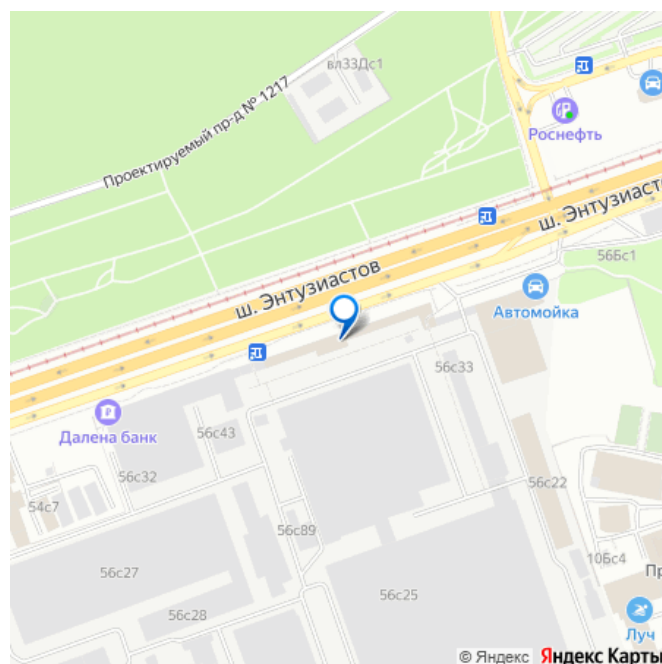 вл33Дс1
Проектируемый пр-д № 1217
Роснефть
ш. Энтузиастов
ш. Энтузиастов
56Бс1
Автомойка
56с33
Далена банк
56с43
56с32
54с7
56с22
56с89
10Бс4
56с27
Пр
56с25
56с28
Луч
© Яндекс Яндекс Карты